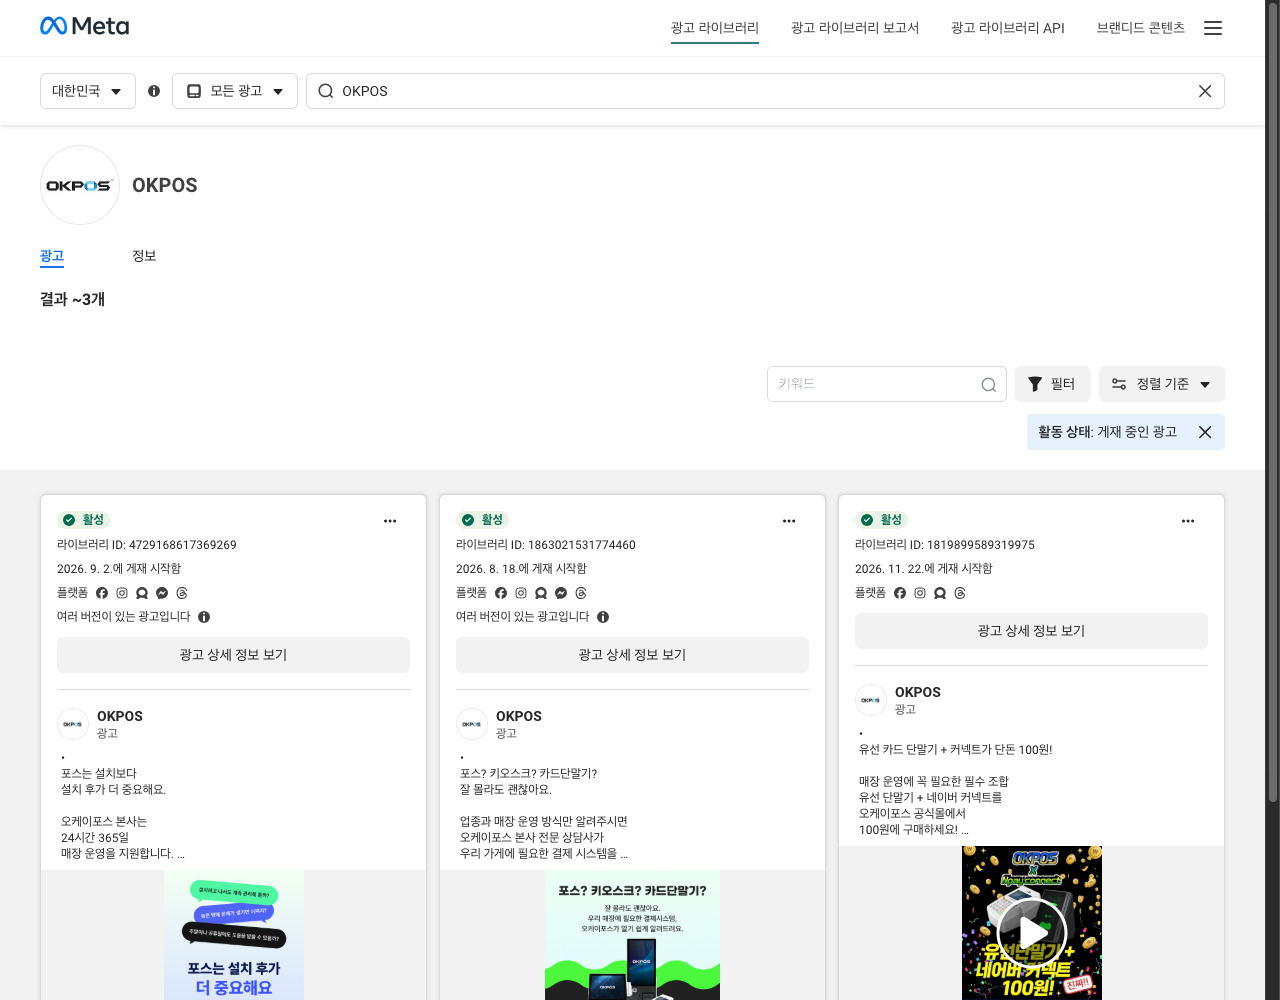 Meta
광고 라이브러리
광고 라이브러리 보고서
광고 라이브러리 API
브랜디드 콘텐츠
대한민국
모든 광고
OKPOS
OKPOS
OKPOS
광고
정보
결과 ~3개
키워드
필터
정렬 기준
활동 상태: 게재 중인 광고
활성
라이브러리 ID: 4729168617369269
2026. 9. 2.에 게재 시작함
플랫폼
여러 버전이 있는 광고입니다
광고 상세 정보 보기
OKPOS
OKPOS
광고
.
포스는 설치보다
설치 후가 더 중요해요.
오케이포스 본사는
24시간 365일
매장 운영을 지원합니다. ...
포스는 설치 후가
더 중요해요
활성
라이브러리 ID: 1863021531774460
2026. 8. 18.에 게재 시작함
플랫폼
여러 버전이 있는 광고입니다
광고 상세 정보 보기
OKPOS
OKPOS
광고
.
포스? 키오스크? 카드단말기?
잘 몰라도 괜찮아요.
업종과 매장 운영 방식만 알려주시면
오케이포스 본사 전문 상담사가
우리 가게에 필요한 결제 시스템을 ...
포스? 키오스크? 카드단말기?
잘 몰라도 괜찮아요.
우리 매장에 필요한 결제시스템,
오케이포스가 알기 쉽게 알려드려요.
OKPOS
OKPOS
활성
라이브러리 ID: 1819899589319975
2026. 11. 22.에 게재 시작함
플랫폼
광고 상세 정보 보기
OKPOS
OKPOS
광고
.
유선 카드 단말기 + 커넥트가 단돈 100원!
매장 운영에 꼭 필요한 필수 조합
유선 단말기 + 네이버 커넥트를
오케이포스 공식몰에서
100원에 구매하세요! ...
OKPOS
X
Npay connect
유선단말기 +
네이버 커넥트
100원!
진짜!!